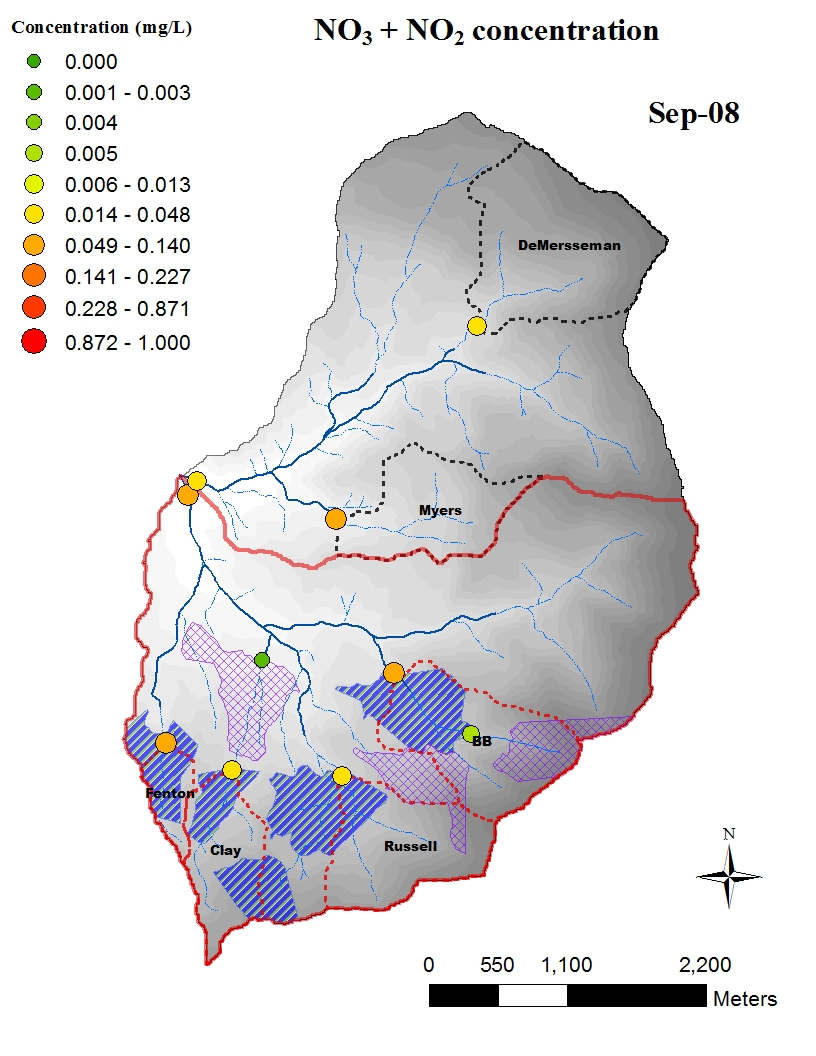 Concentration (mg/L)
NO₃ + NO₂ concentration
Sep-08
0.000
0.001 - 0.003
0.004
0.005
0.006 - 0.013
0.014 - 0.048
0.049 - 0.140
0.141 - 0.227
0.228 - 0.871
0.872 - 1.000
DeMersseman
Myers
BB
Fenton
Clay
Russell
N
0 550 1,100 2,200
Meters